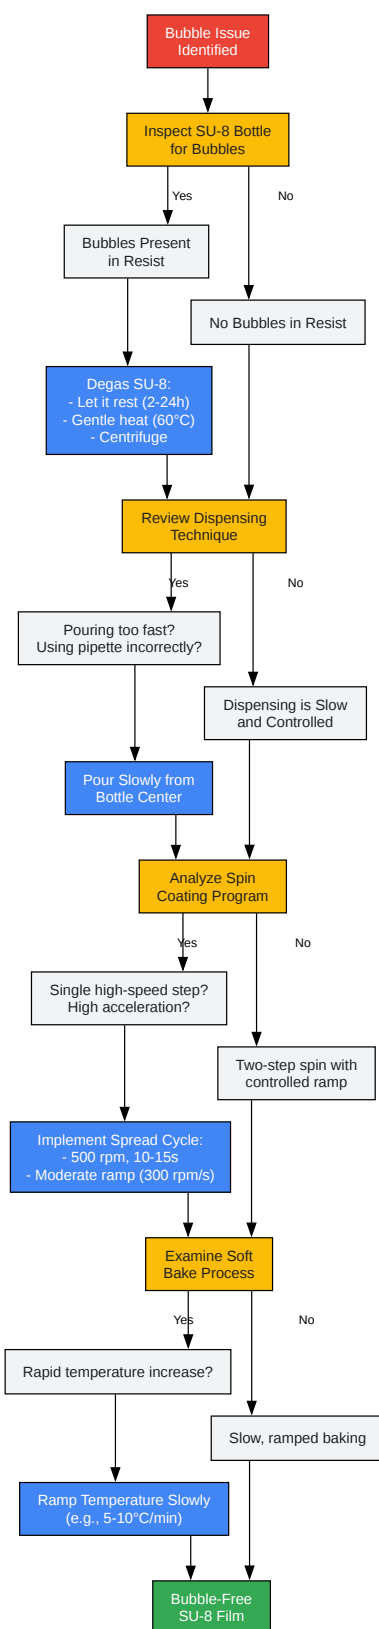 Bubble Issue
Identified
Inspect SU-8 Bottle
for Bubbles
Yes
No
Bubbles Present
in Resist
No Bubbles in Resist
Degas SU-8:
- Let it rest (2-24h)
- Gentle heat (60°C)
- Centrifuge
Review Dispensing
Technique
Yes
No
Pouring too fast?
Using pipette incorrectly?
Dispensing is Slow
and Controlled
Pour Slowly from
Bottle Center
Analyze Spin
Coating Program
Yes
No
Single high-speed step?
High acceleration?
Two-step spin with
controlled ramp
Implement Spread Cycle:
- 500 rpm, 10-15s
- Moderate ramp (300 rpm/s)
Examine Soft
Bake Process
Yes
No
Rapid temperature increase?
Slow, ramped baking
Ramp Temperature Slowly
(e.g., 5-10°C/min)
Bubble-Free
SU-8 Film